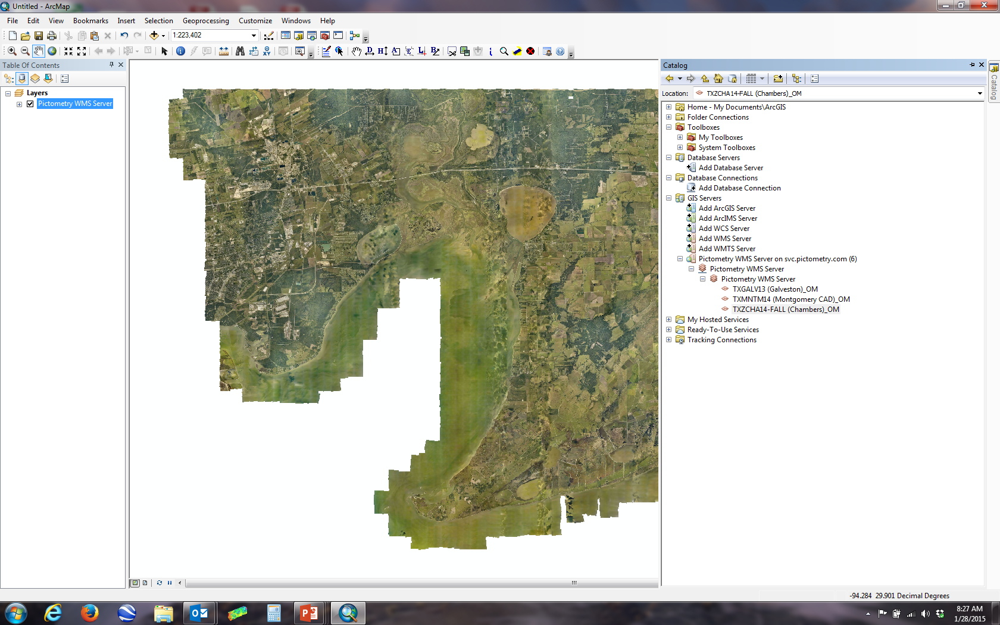 Untitled - ArcMap
File Edit View Bookmarks Insert Selection Geoprocessing Customize Windows Help
1:223,402
Table Of Contents
Layers
Pictometry WMS Server
Catalog
Location: TXZCHA14-FALL (Chambers)_OM
Catalog
Home - My Documents\ArcGIS
Folder Connections
Toolboxes
My Toolboxes
System Toolboxes
Database Servers
Add Database Server
Database Connections
Add Database Connection
GIS Servers
Add ArcGIS Server
Add ArcIMS Server
Add WCS Server
Add WMS Server
Add WMTS Server
Pictometry WMS Server on svc.pictometry.com (6)
Pictometry WMS Server
Pictometry WMS Server
TXGALV13 (Galveston)_OM
TXMNTM14 (Montgomery CAD)_OM
TXZCHA14-FALL (Chambers)_OM
My Hosted Services
Ready-To-Use Services
Tracking Connections
-94.284 29.901 Decimal Degrees
8:27 AM
1/28/2015